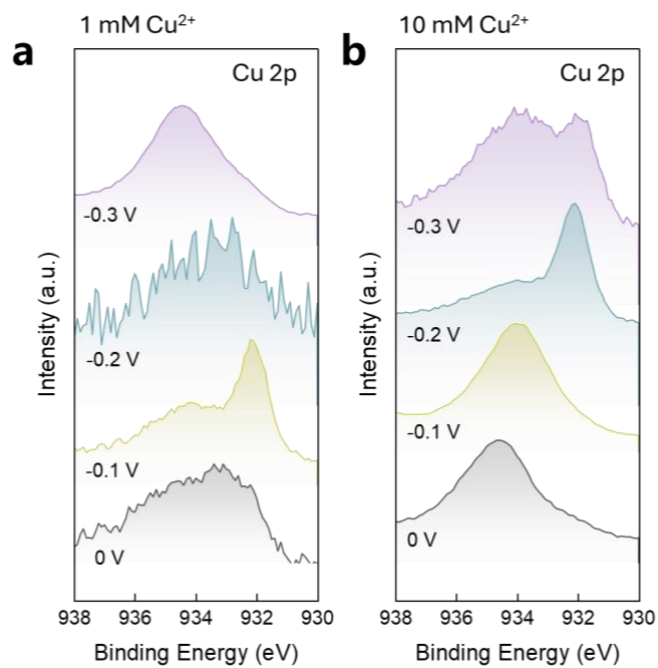 1 mM Cu²⁺
a
Cu 2p
-0.3 V
-0.2 V
-0.1 V
0 V
Intensity (a.u.)
938 936 934 932 930
Binding Energy (eV)
10 mM Cu²⁺
b
Cu 2p
-0.3 V
-0.2 V
-0.1 V
0 V
Intensity (a.u.)
938 936 934 932 930
Binding Energy (eV)